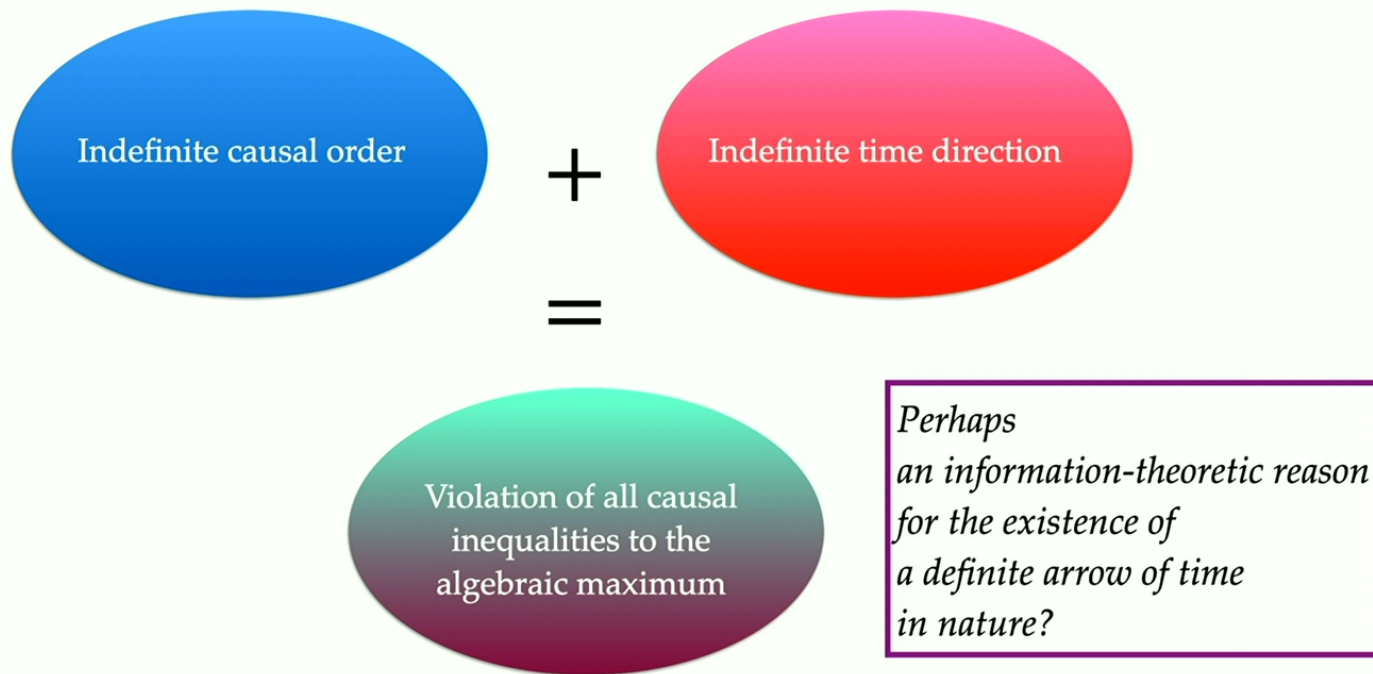 Indefinite causal order
+
Indefinite time direction
=
Violation of all causal
inequalities to the
algebraic maximum
Perhaps
an information-theoretic reason
for the existence of
a definite arrow of time
in nature?